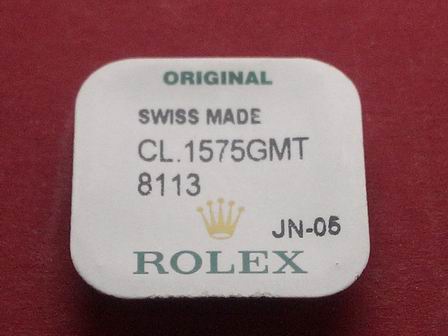 ORIGINAL
SWISS MADE
CL.1575GMT
8113
JN-05
ROLEX